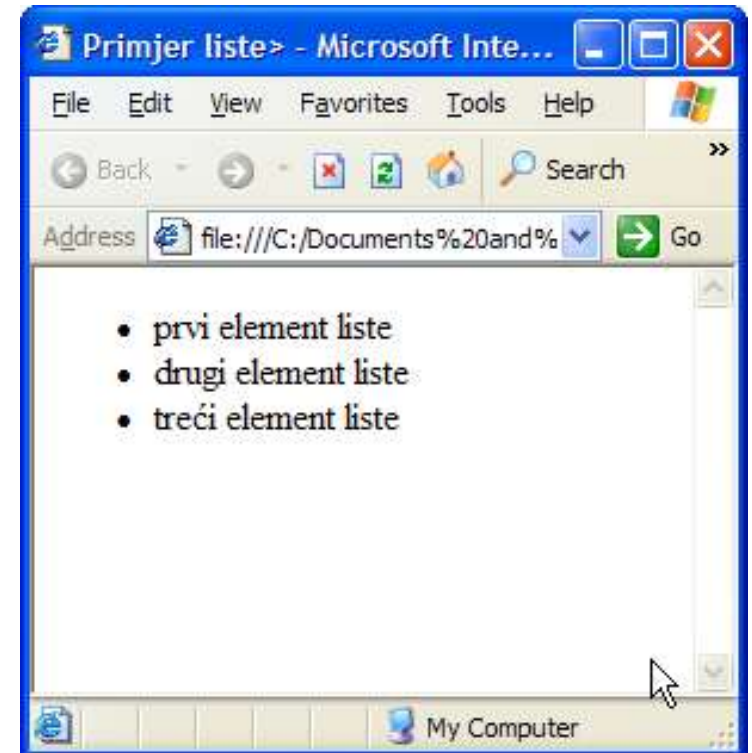 Primjer liste> - Microsoft Inte...
File Edit View Favorites Tools Help
Back Search »
Address file:///C:/Documents%20and% Go
• prvi element liste
• drugi element liste
• treći element liste
My Computer